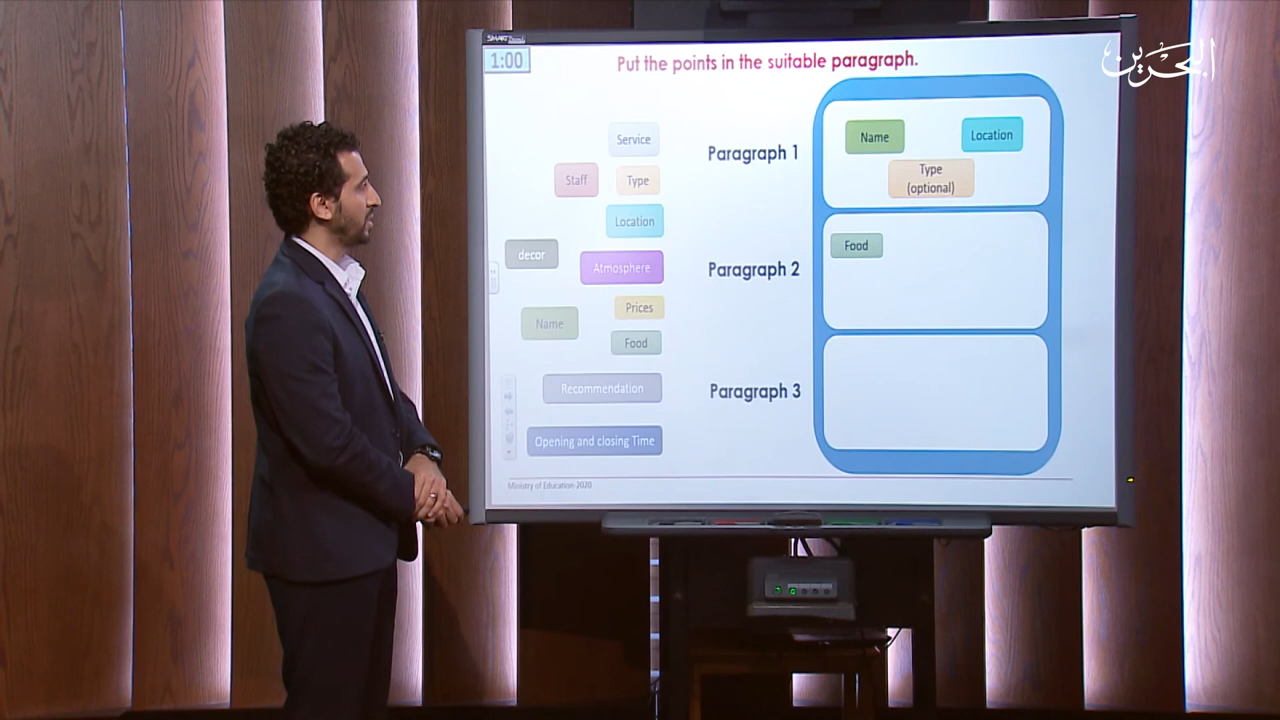 SMART
1:00
Put the points in the suitable paragraph.
البحرين
Service
Staff
Type
Location
decor
Atmosphere
Prices
Name
Food
Recommendation
Opening and closing Time
Paragraph 1
Name
Location
Type
(optional)
Paragraph 2
Food
Paragraph 3
Ministry of Education-2020